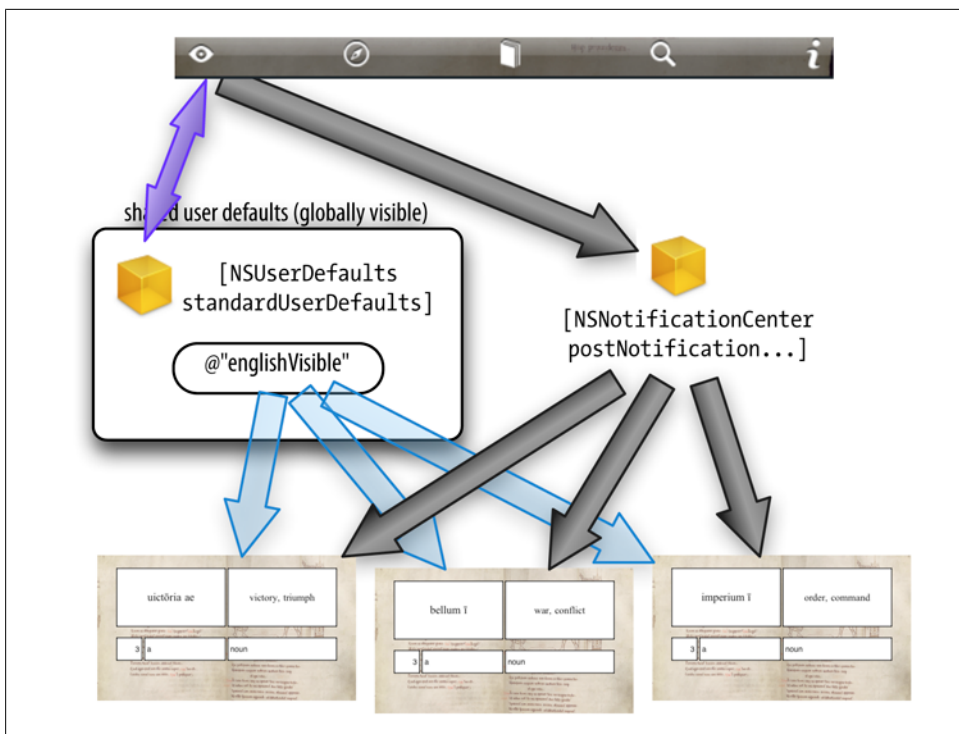 shared user defaults (globally visible)
[NSUserDefaults
standardUserDefaults]
@"englishVisible"
[NSNotificationCenter
postNotification...]
uictōria ae
victory, triumph
3 a
noun
bellum ī
war, conflict
3 a
noun
imperium ī
order, command
3 a
noun